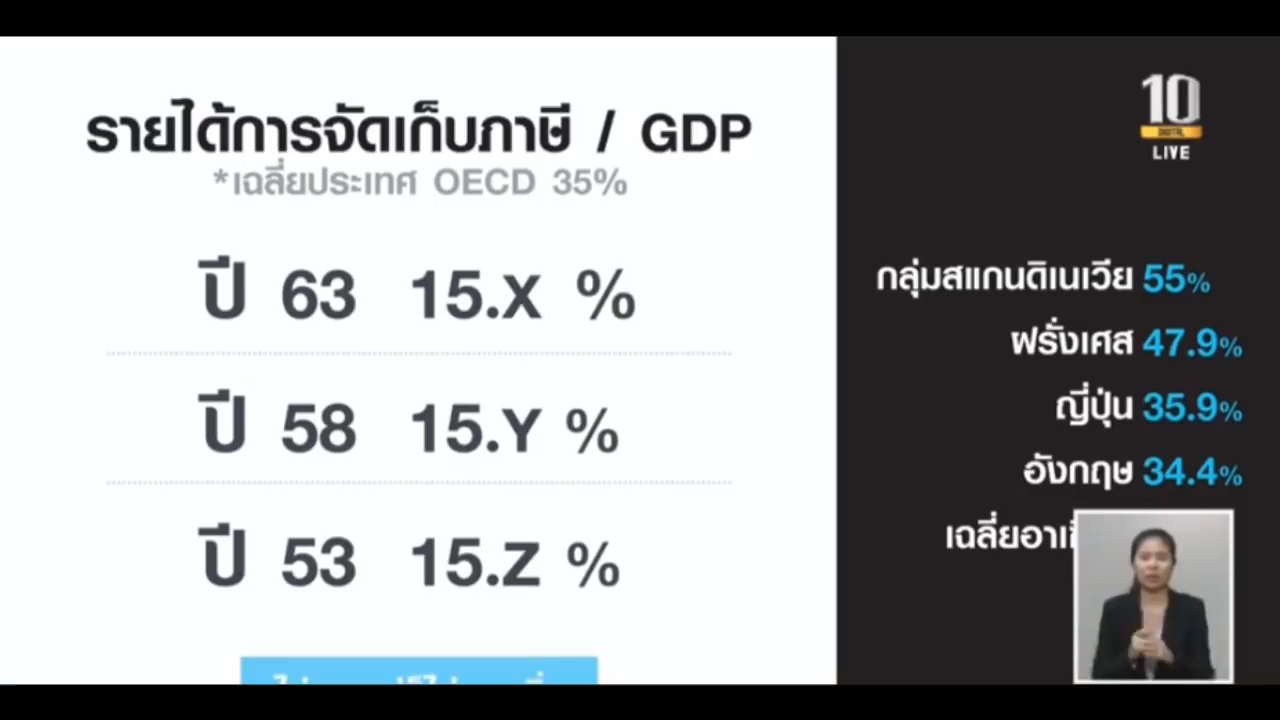 รายได้การจัดเก็บภาษี / GDP
*เฉลี่ยประเทศ OECD 35%
ปี 63 15.X %
ปี 58 15.Y %
ปี 53 15.Z %
10
DIGITAL
LIVE
กลุ่มสแกนดิเนเวีย 55%
ฝรั่งเศส 47.9%
ญี่ปุ่น 35.9%
อังกฤษ 34.4%